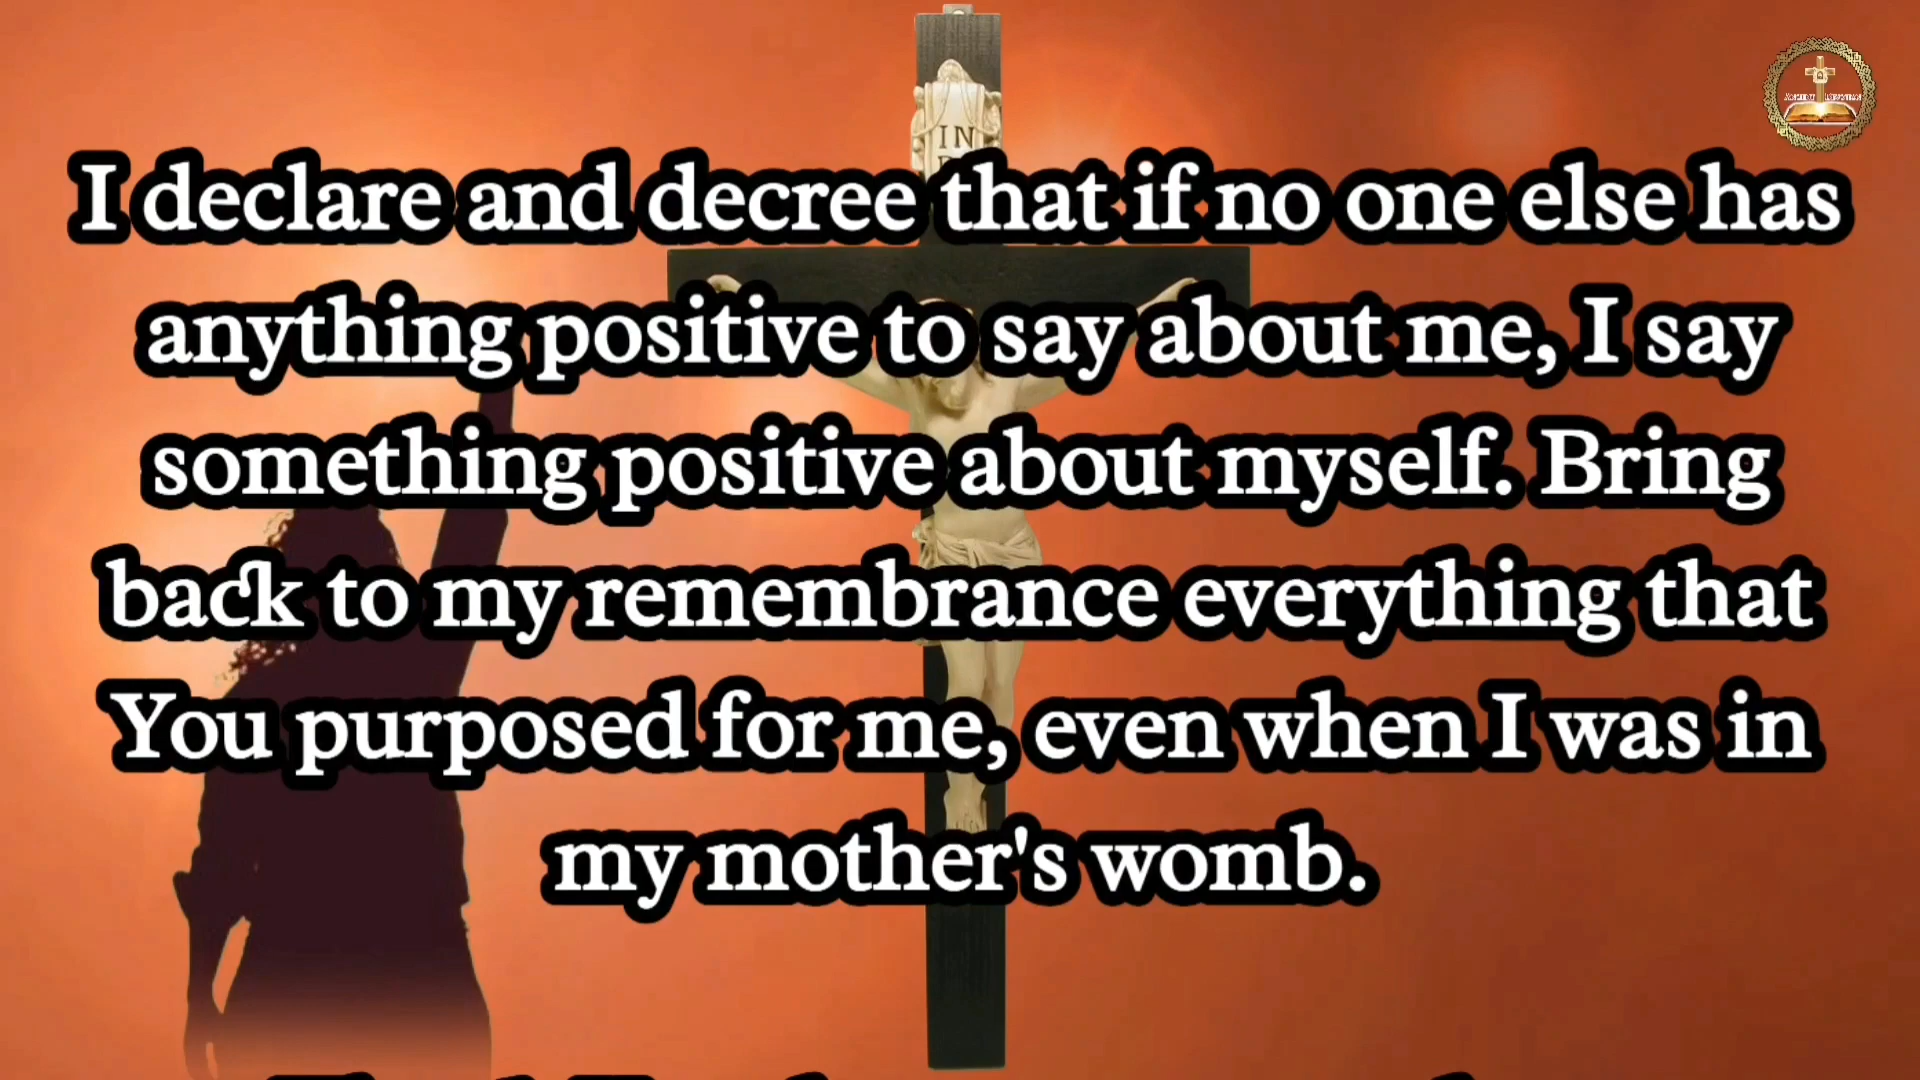 IN
I declare and decree that if no one else has
anything positive to say about me, I say
something positive about myself. Bring
back to my remembrance everything that
You purposed for me, even when I was in
my mother's womb.